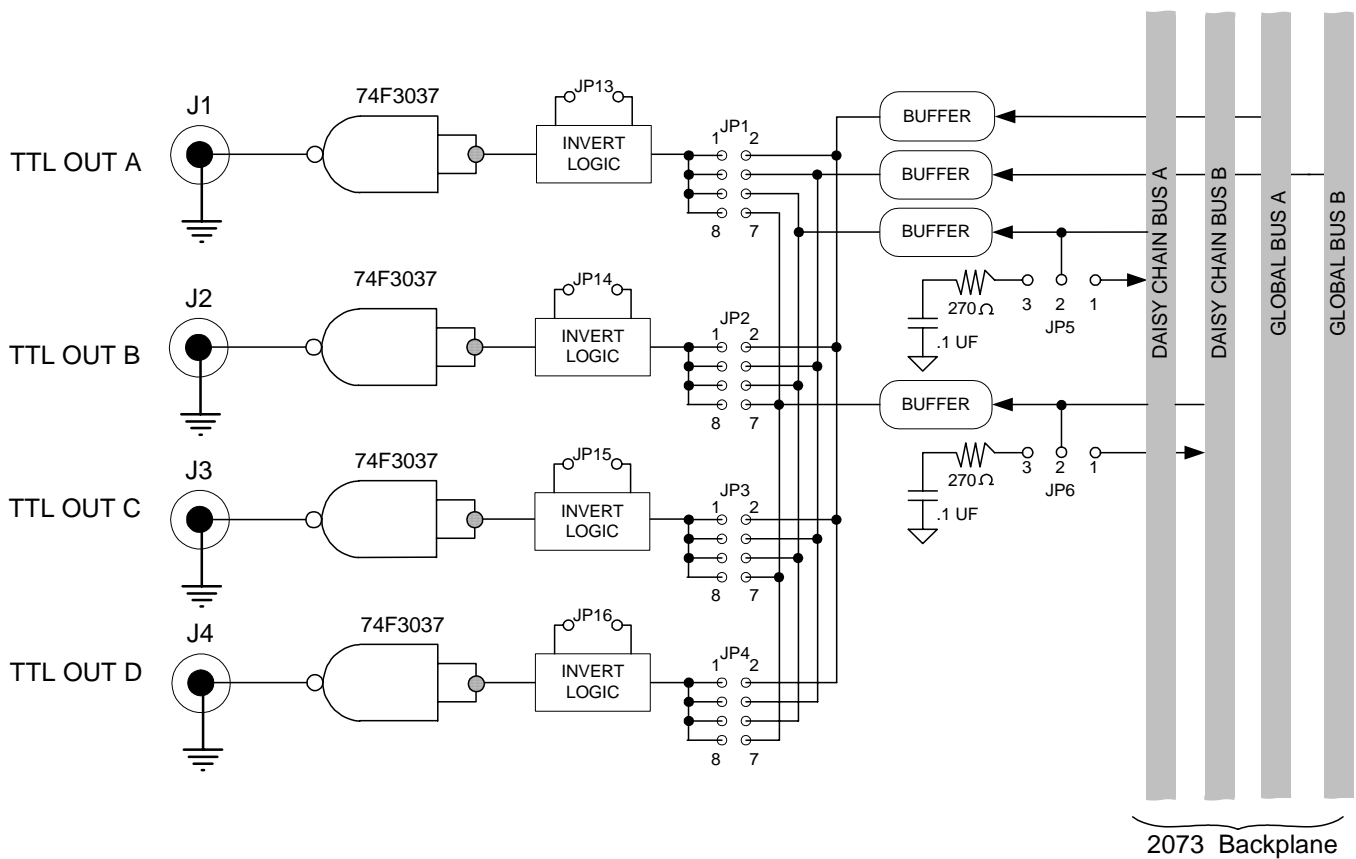 J1
TTL OUT A
74F3037
JP13
INVERT
LOGIC
JP1
1 2
8 7
BUFFER
BUFFER
BUFFER
270Ω
3 2 1
JP5
.1 UF
J2
TTL OUT B
74F3037
JP14
INVERT
LOGIC
JP2
1 2
8 7
BUFFER
270Ω
3 2 1
JP6
.1 UF
J3
TTL OUT C
74F3037
JP15
INVERT
LOGIC
JP3
1 2
8 7
J4
TTL OUT D
74F3037
JP16
INVERT
LOGIC
JP4
1 2
8 7
DAISY CHAIN BUS A
DAISY CHAIN BUS B
GLOBAL BUS A
GLOBAL BUS B
2073 Backplane